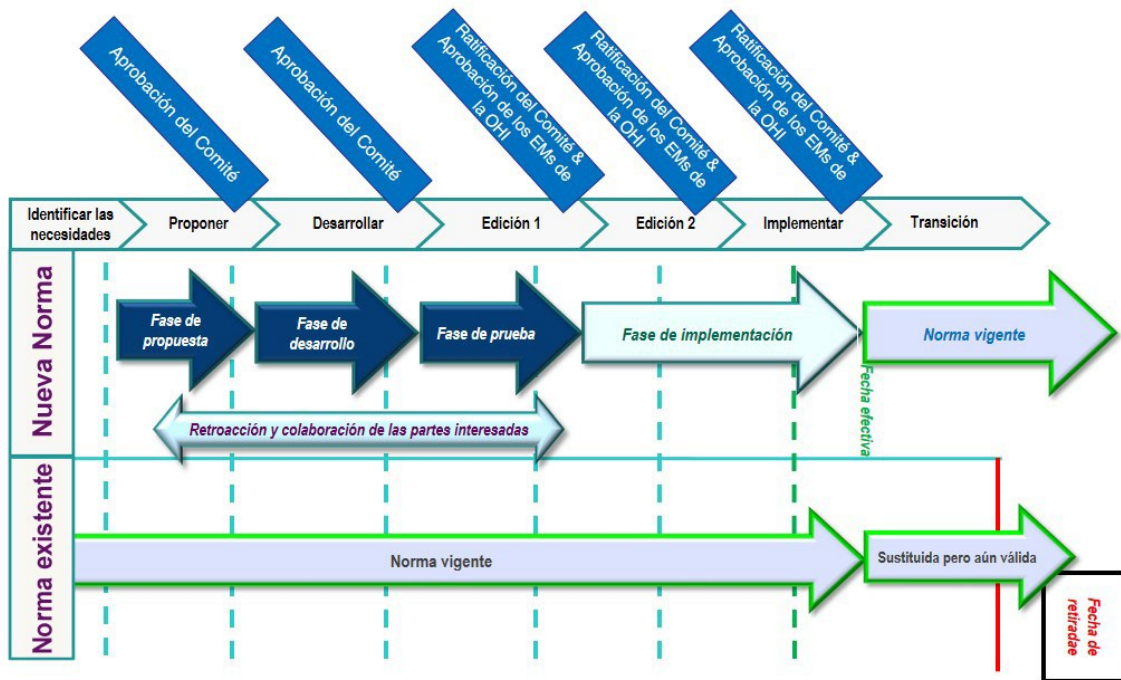 Aprobación del Comité
Aprobación del Comité
Ratificación del Comité &
Aprobación de los EMs de
la OHI
Ratificación del Comité &
Aprobación de los EMs de
la OHI
Ratificación del Comité &
Aprobación de los EMs de
la OHI
Identificar las
necesidades
Proponer
Desarrollar
Edición 1
Edición 2
Implementar
Transición
Nueva Norma
Fase de
propuesta
Fase de
desarrollo
Fase de prueba
Fase de implementación
Norma vigente
Fecha efectiva
Retroacción y colaboración de las partes interesadas
Norma existente
Norma vigente
Sustituida pero aún válida
Fecha de
retiradae